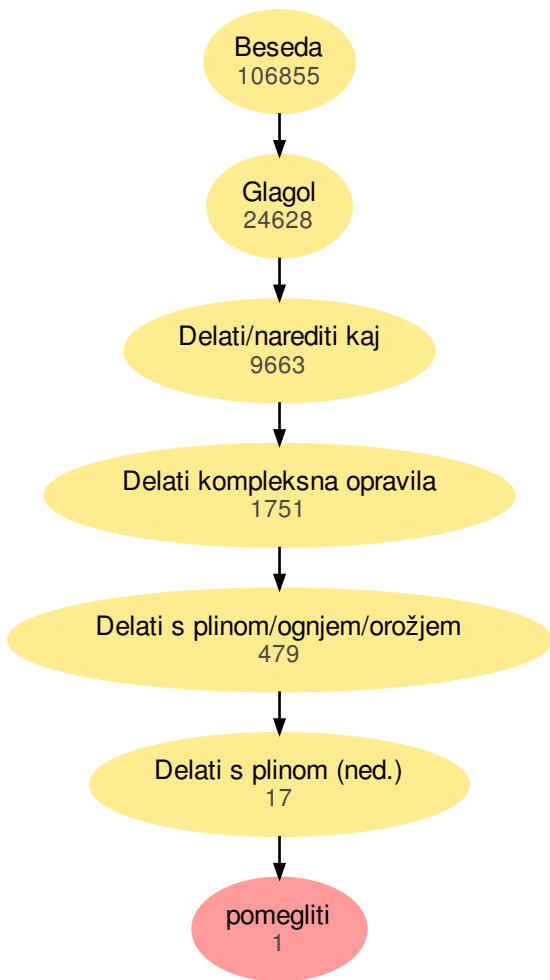 Beseda
106855
Glagol
24628
Delati/narediti kaj
9663
Delati kompleksna opravila
1751
Delati s plinom/ognjem/orožjem
479
Delati s plinom (ned.)
17
pomegliti
1